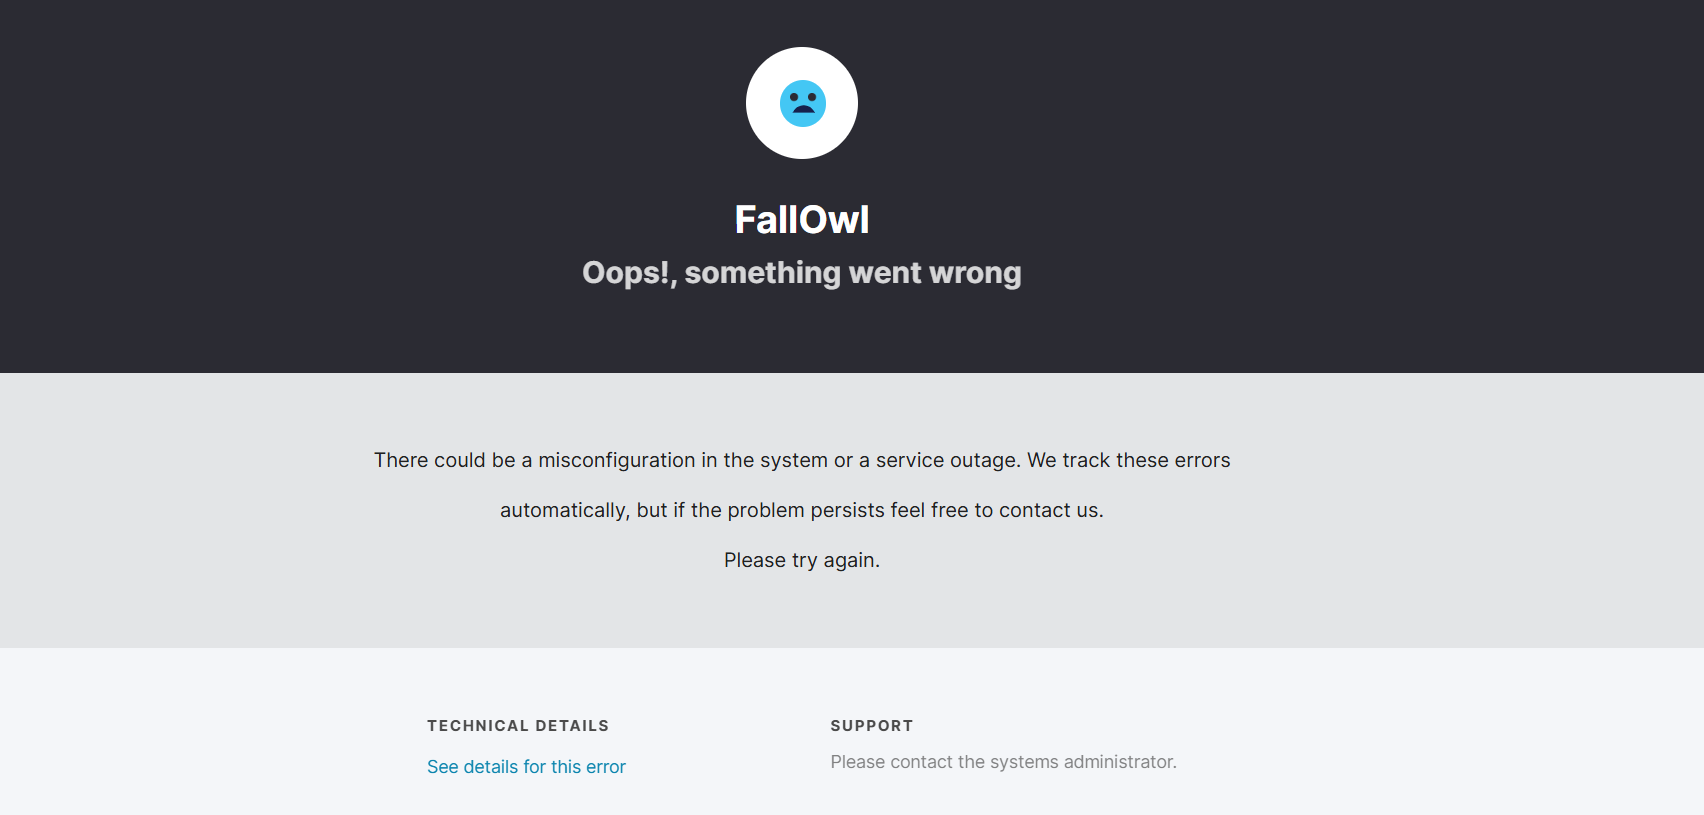 FallOwl
Oops!, something went wrong
There could be a misconfiguration in the system or a service outage. We track these errors
automatically, but if the problem persists feel free to contact us.
Please try again.
TECHNICAL DETAILS
See details for this error
SUPPORT
Please contact the systems administrator.